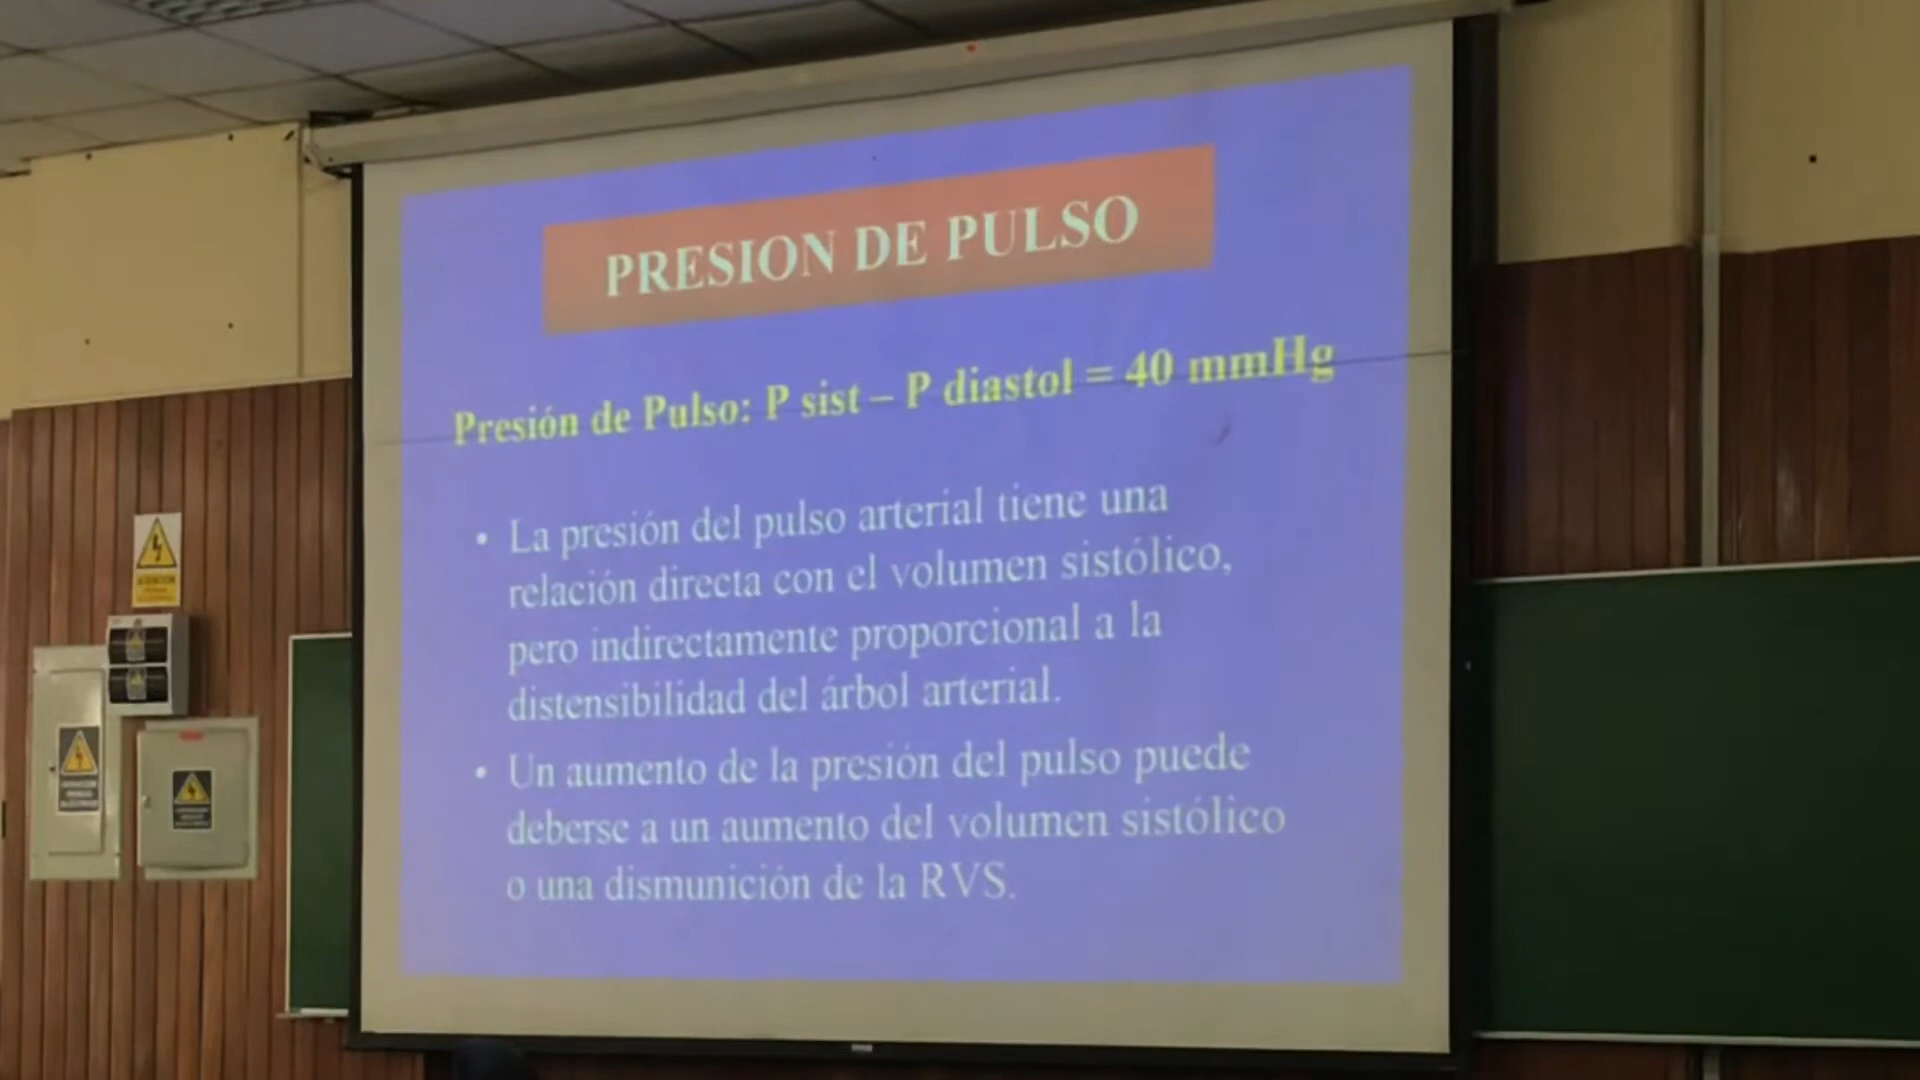 PRESION DE PULSO
Presión de Pulso: P sist – P diastol = 40 mmHg
• La presión del pulso arterial tiene una
relación directa con el volumen sistólico,
pero indirectamente proporcional a la
distensibilidad del árbol arterial.
• Un aumento de la presión del pulso puede
deberse a un aumento del volumen sistólico
o una dismunición de la RVS.